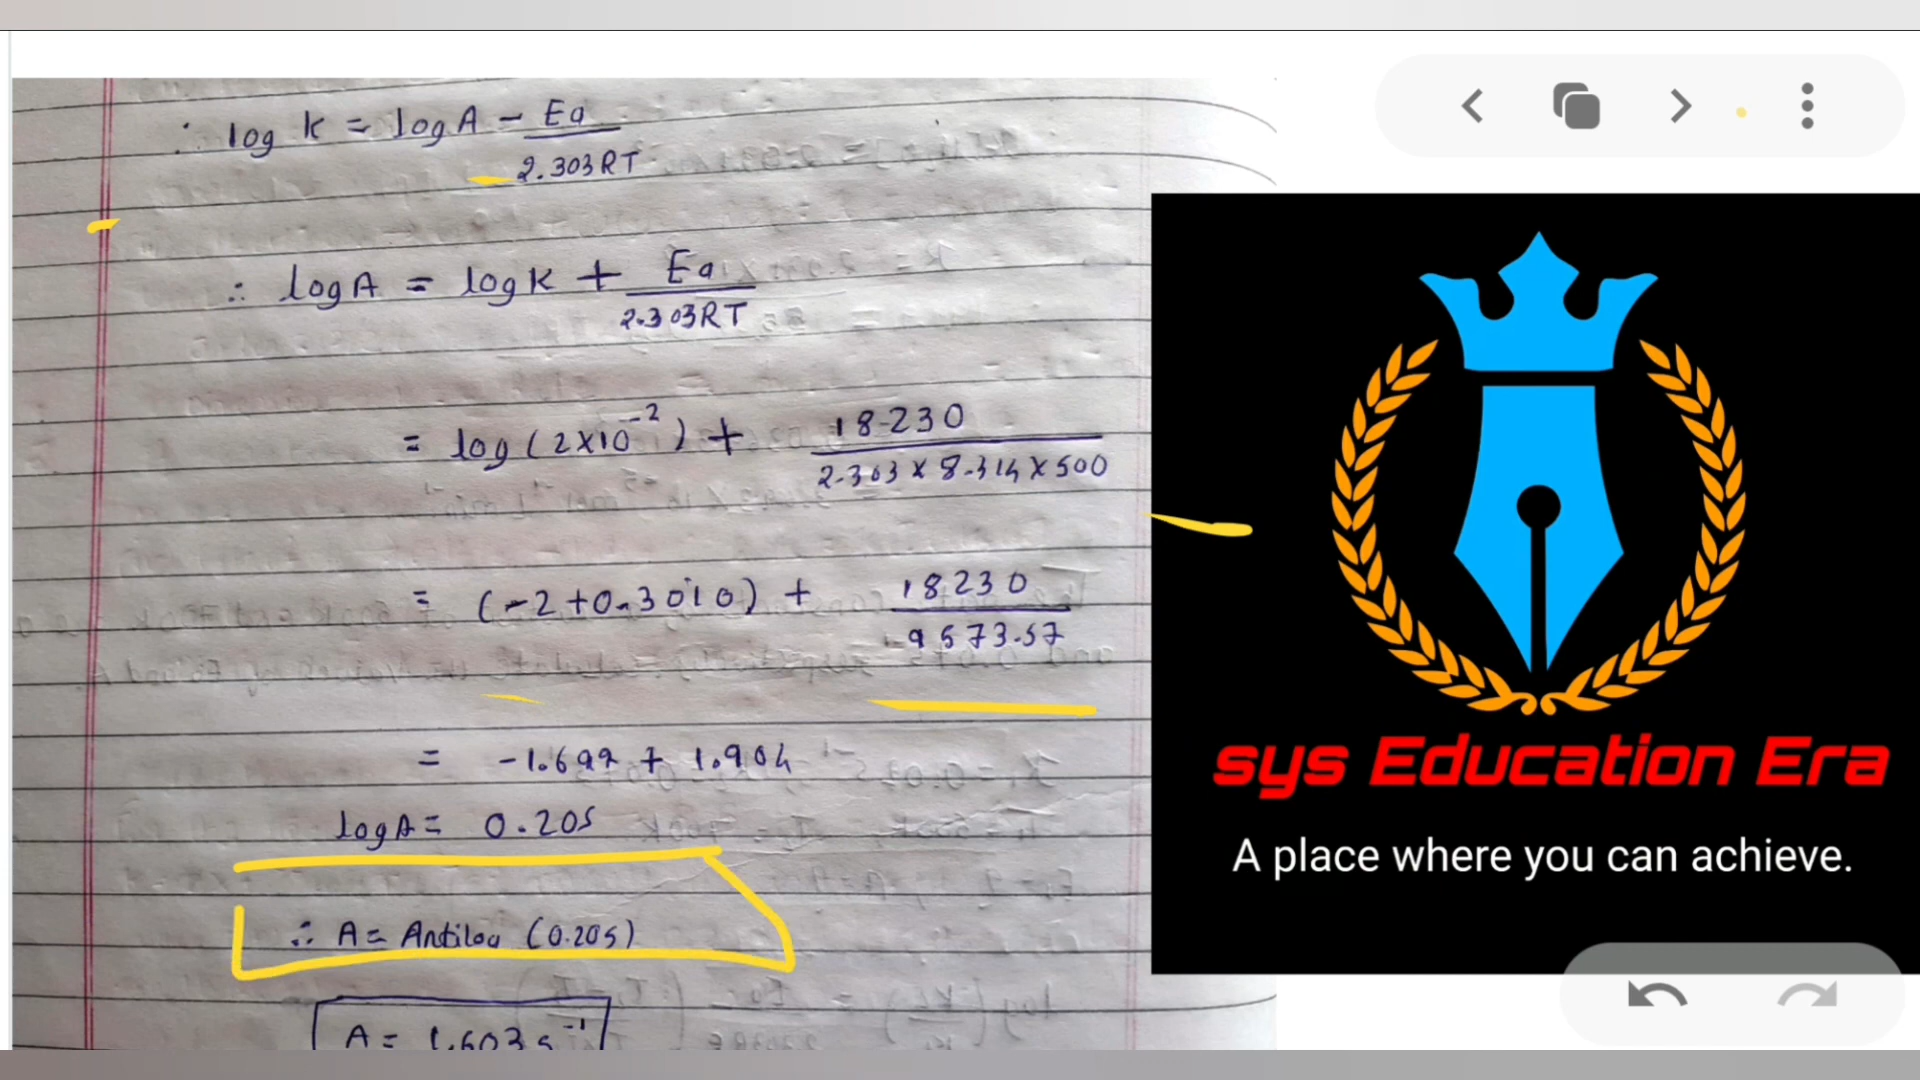 ∴ log K = log A - Ea / 2.303RT
∴ log A = log K + Ea / 2.303RT
= log (2×10⁻²) + 18230 / 2.303 × 8.314 × 500
= (-2+0.3010) + 18230 / 9573.57
= -1.699 + 1.904
log A = 0.205
∴ A = Antilog (0.205)
A = 1.603 s⁻¹
sys Education Era
A place where you can achieve.